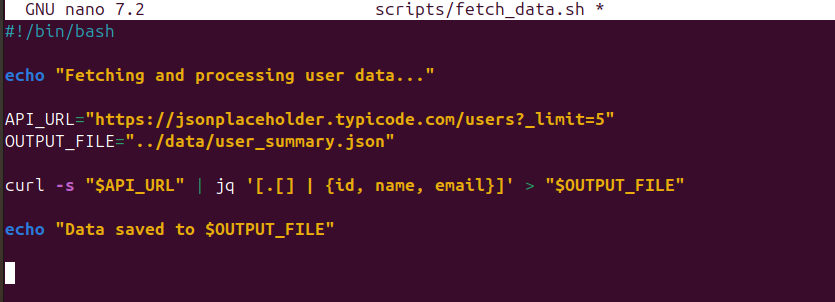 GNU nano 7.2 scripts/fetch_data.sh *
#!/bin/bash
echo "Fetching and processing user data..."
API_URL="https://jsonplaceholder.typicode.com/users?_limit=5"
OUTPUT_FILE="../data/user_summary.json"
curl -s "$API_URL" | jq '[.[] | {id, name, email}]' > "$OUTPUT_FILE"
echo "Data saved to $OUTPUT_FILE"